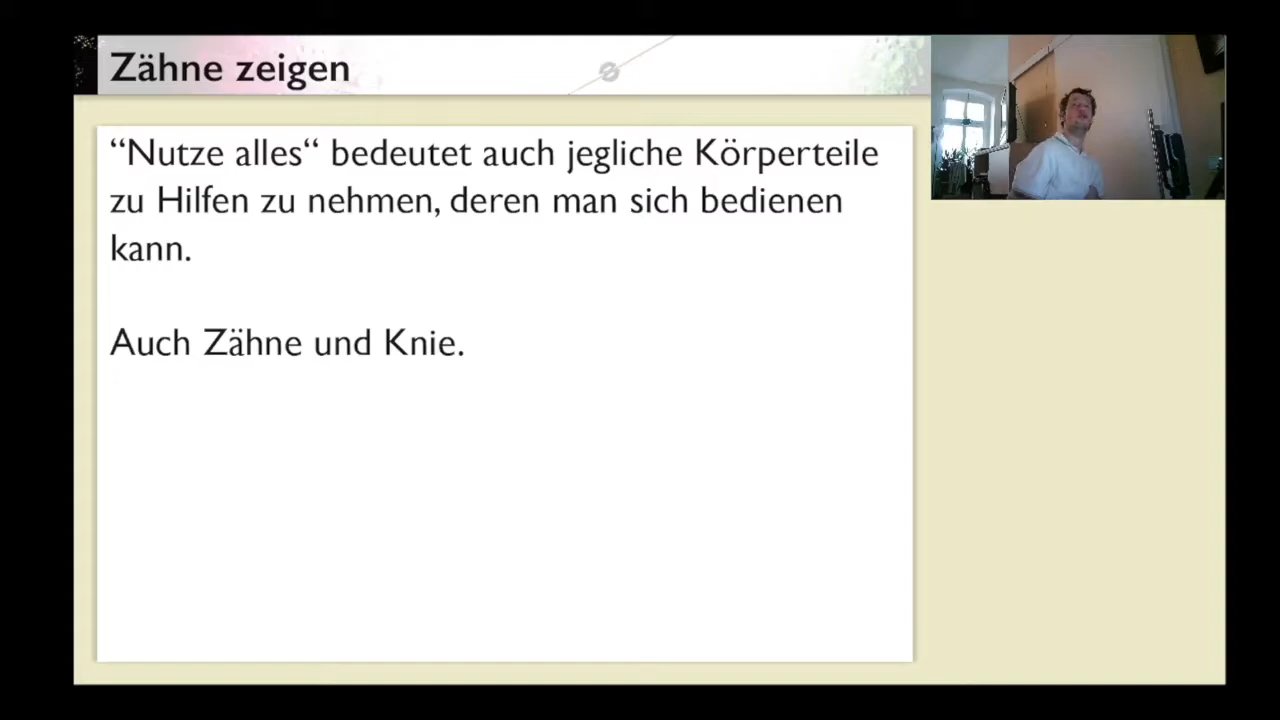 Zähne zeigen
“Nutze alles“ bedeutet auch jegliche Körperteile
zu Hilfen zu nehmen, deren man sich bedienen
kann.
Auch Zähne und Knie.